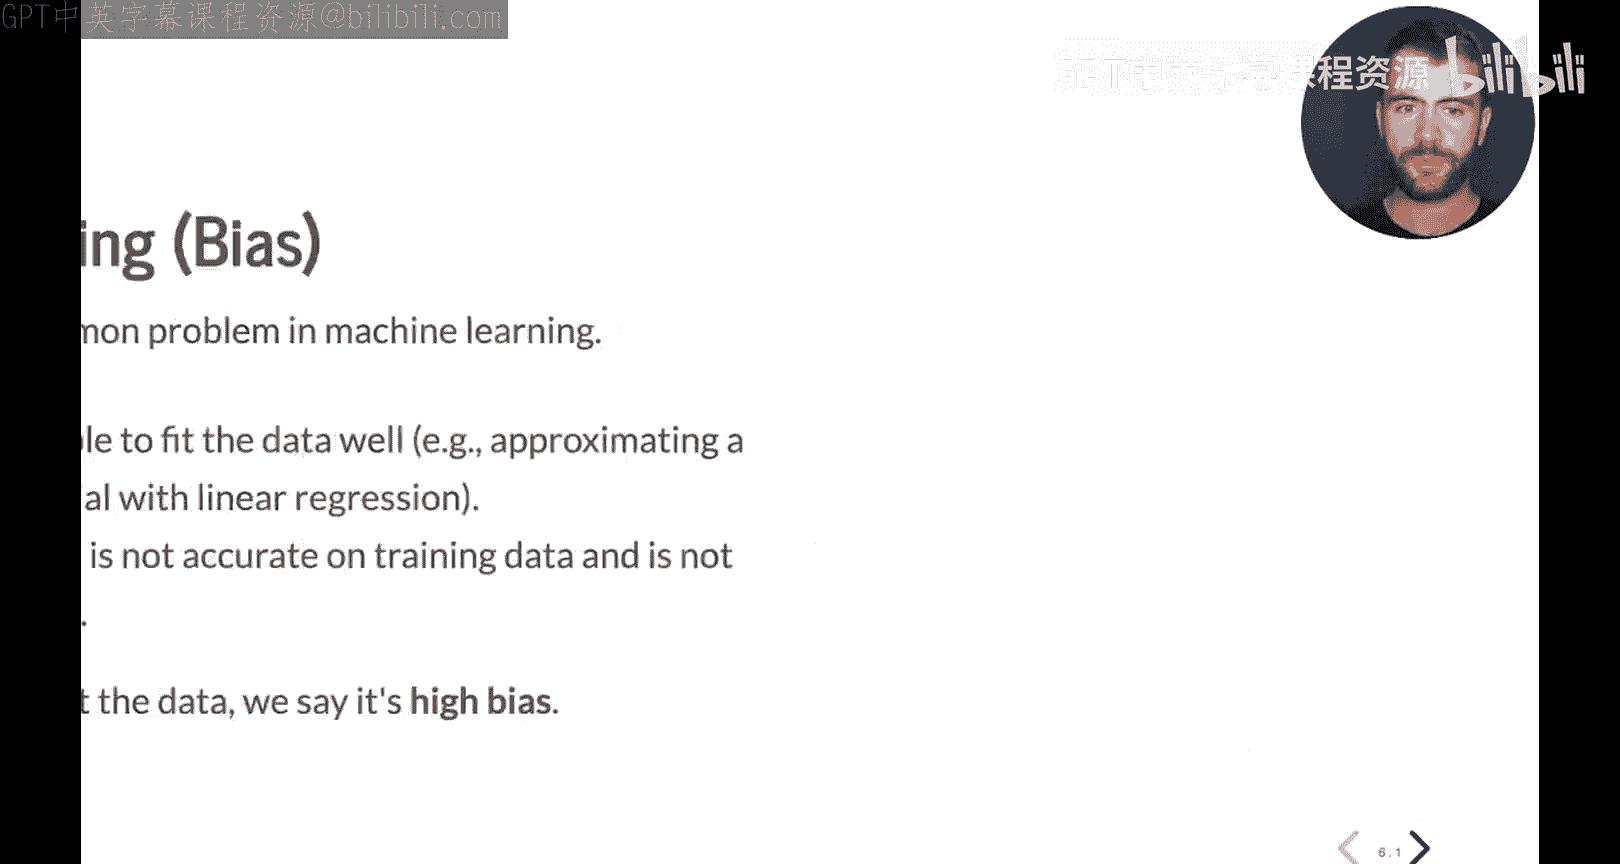 GPT中英字幕课程资源@bilibili.com
程资源 bilibili
ing (Bias)
mon problem in machine learning.
le to fit the data well (e.g., approximating a
al with linear regression).
is not accurate on training data and is not
.
t the data, we say it's high bias.
6.1